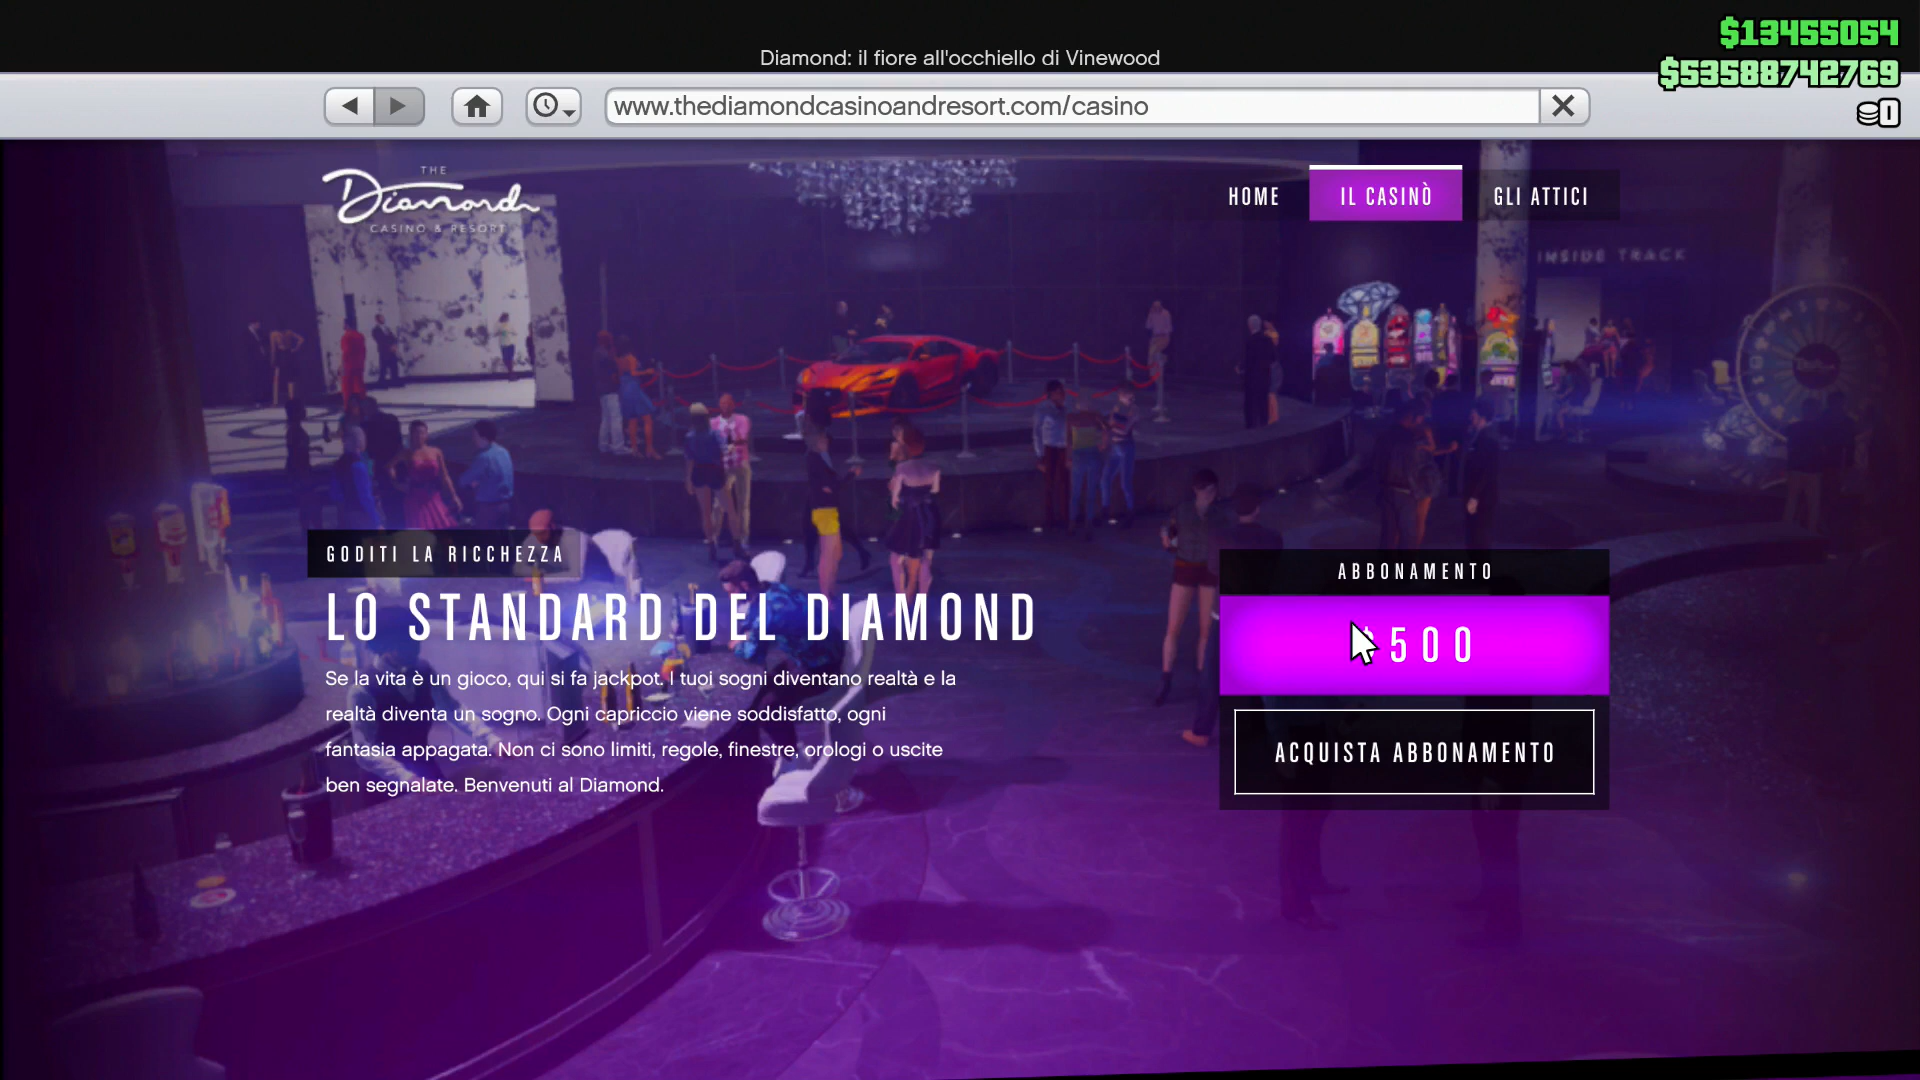 $13455054
Diamond: il fiore all'occhiello di Vinewood
$53588742769
www.thediamondcasinoandresort.com/casino
0
THE
Diamond
CASINO & RESORT
HOME
IL CASINÒ
GLI ATTICI
INSIDE TRACK
GODITI LA RICCHEZZA
LO STANDARD DEL DIAMOND
Se la vita è un gioco, qui si fa jackpot. I tuoi sogni diventano realtà e la
realtà diventa un sogno. Ogni capriccio viene soddisfatto, ogni
fantasia appagata. Non ci sono limiti, regole, finestre, orologi o uscite
ben segnalate. Benvenuti al Diamond.
ABBONAMENTO
$500
ACQUISTA ABBONAMENTO